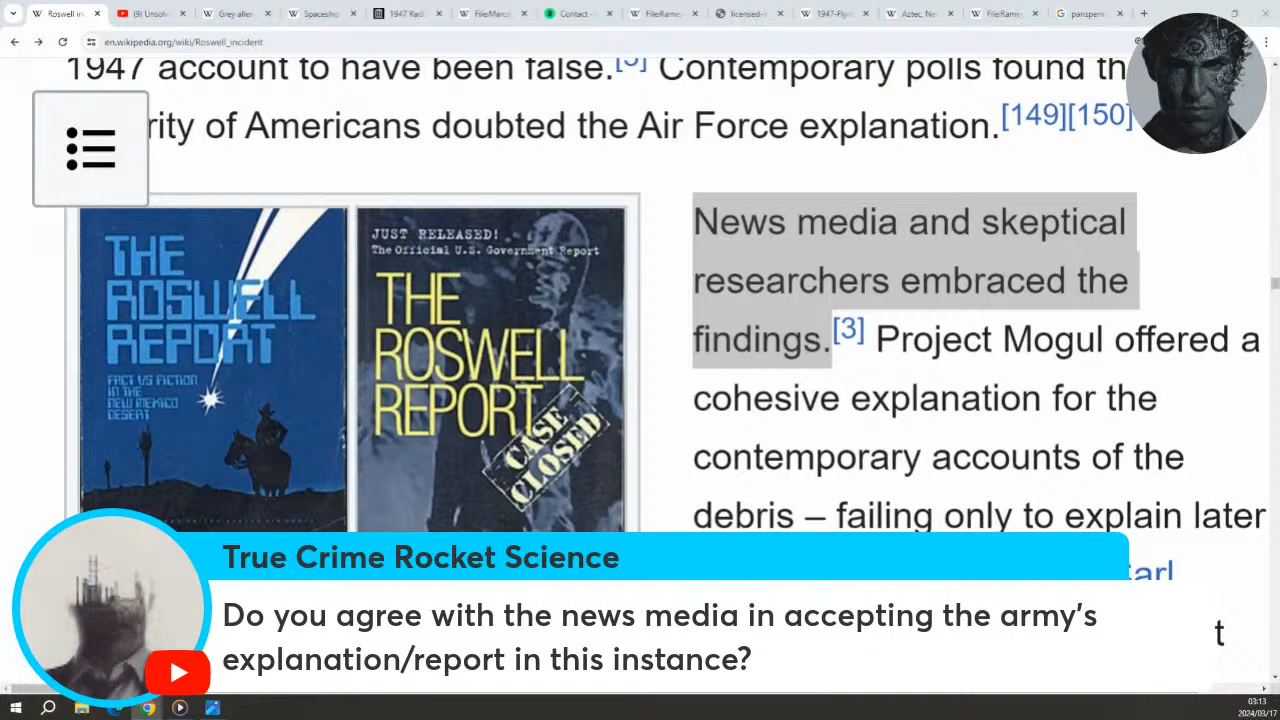 Roswell in
(9) Unsol
Grey alien
Spaceship
1947 Rad
File:Marce
Contact -
File:Rame
licensed-i
1947-Fly
Aztec, Ne
File:Rame
pansperm
en.wikipedia.org/wiki/Roswell_incident
1947 account to have been false.[5] Contemporary polls found th
rity of Americans doubted the Air Force explanation.[149][150]
THE
ROSWELL
REPORT
FACT VS FICTION
IN THE
NEW MEXICO
DESERT
JUST RELEASED!
The Official U.S. Government Report
THE
ROSWELL
REPORT
CASE
CLOSED
News media and skeptical
researchers embraced the
findings.[3] Project Mogul offered a
cohesive explanation for the
contemporary accounts of the
debris – failing only to explain later
Carl
t
True Crime Rocket Science
Do you agree with the news media in accepting the army's
explanation/report in this instance?
03:13
2024/03/17